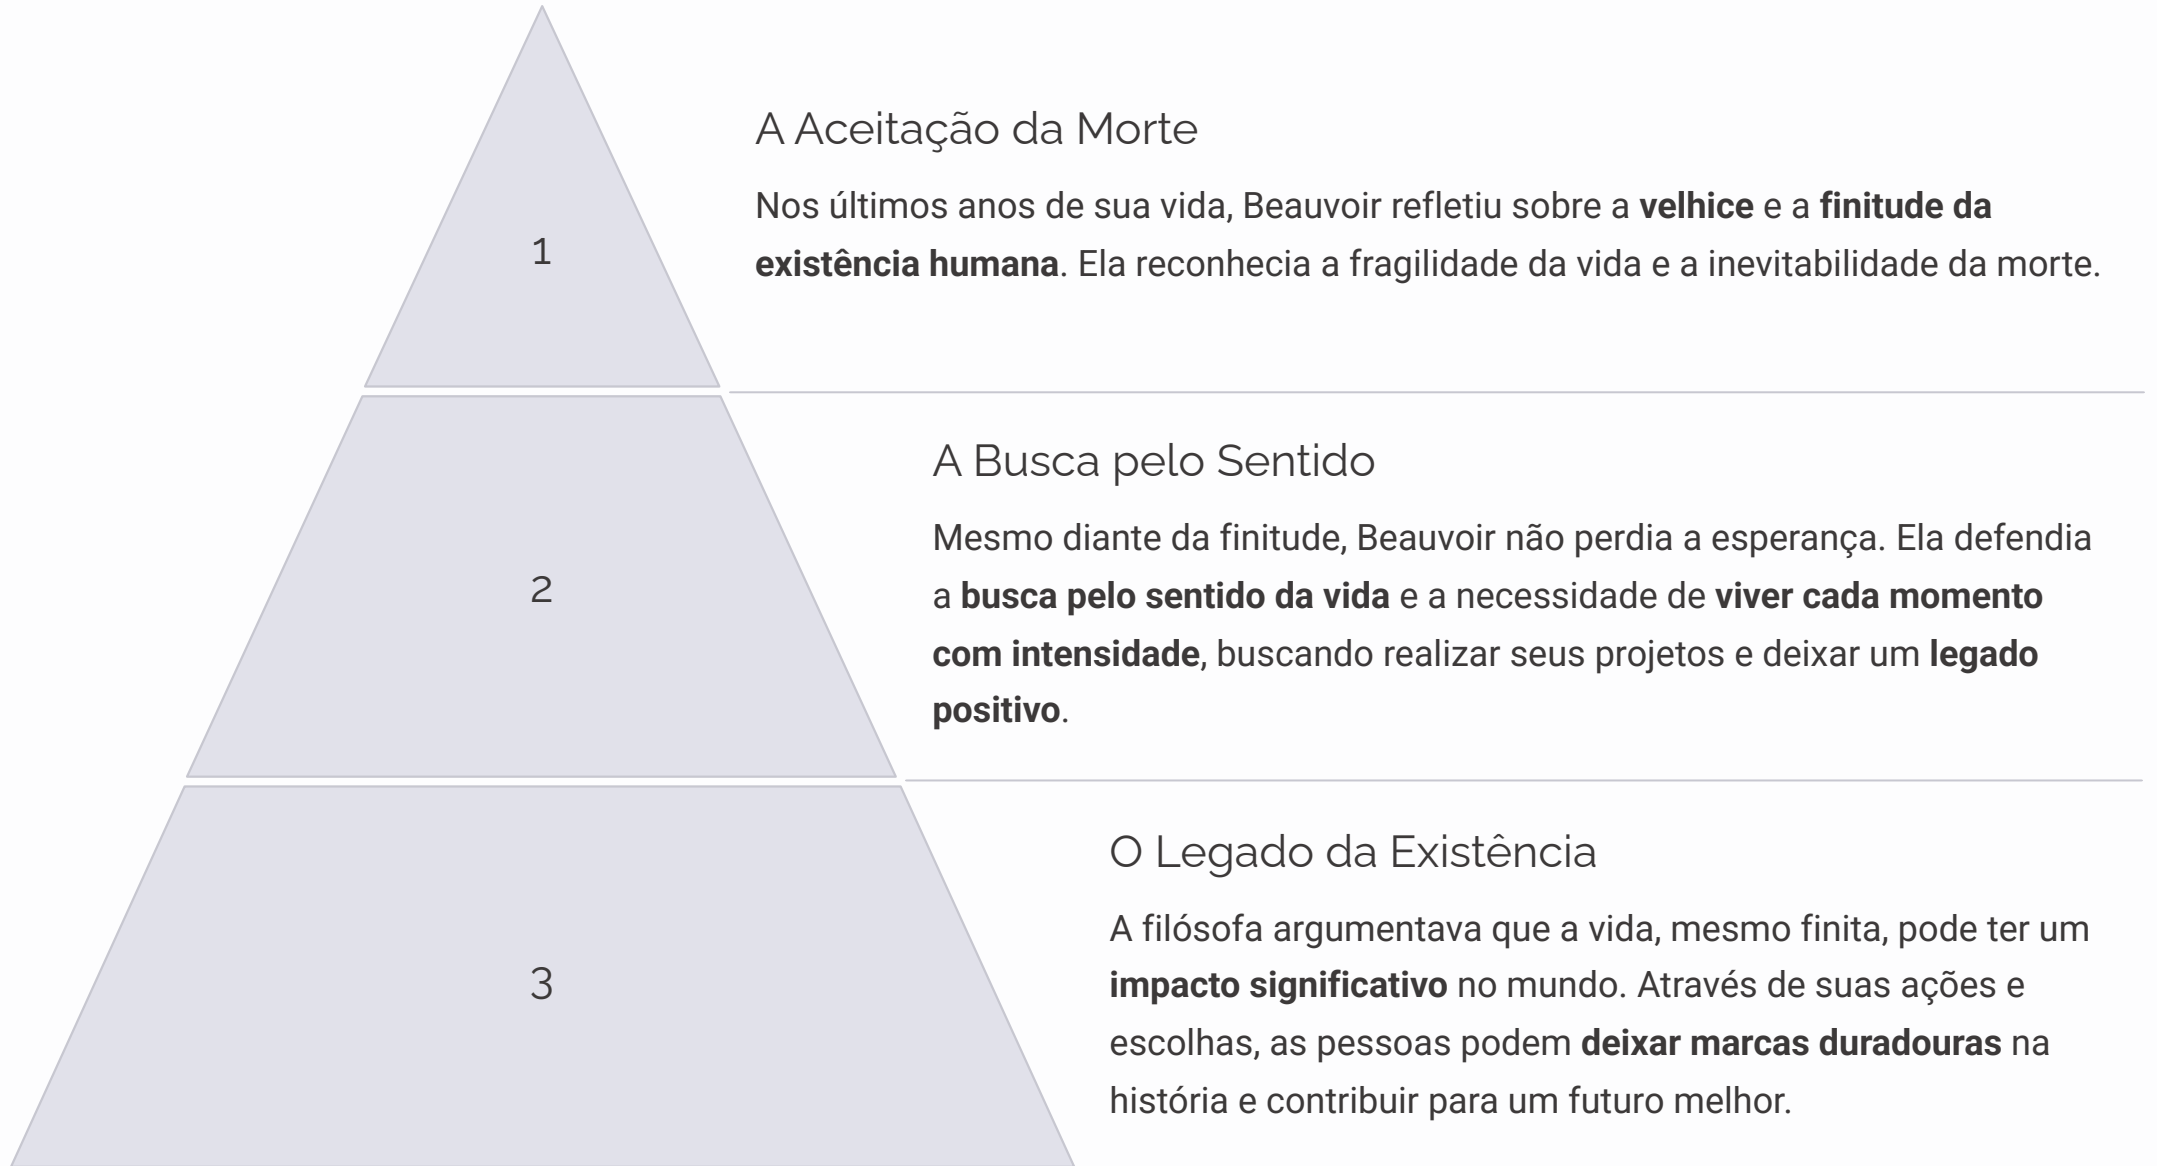 1
A Aceitação da Morte
Nos últimos anos de sua vida, Beauvoir refletiu sobre a velhice e a finitude da
existência humana. Ela reconhecia a fragilidade da vida e a inevitabilidade da morte.
2
A Busca pelo Sentido
Mesmo diante da finitude, Beauvoir não perdia a esperança. Ela defendia
a busca pelo sentido da vida e a necessidade de viver cada momento
com intensidade, buscando realizar seus projetos e deixar um legado
positivo.
3
O Legado da Existência
A filósofa argumentava que a vida, mesmo finita, pode ter um
impacto significativo no mundo. Através de suas ações e
escolhas, as pessoas podem deixar marcas duradouras na
história e contribuir para um futuro melhor.